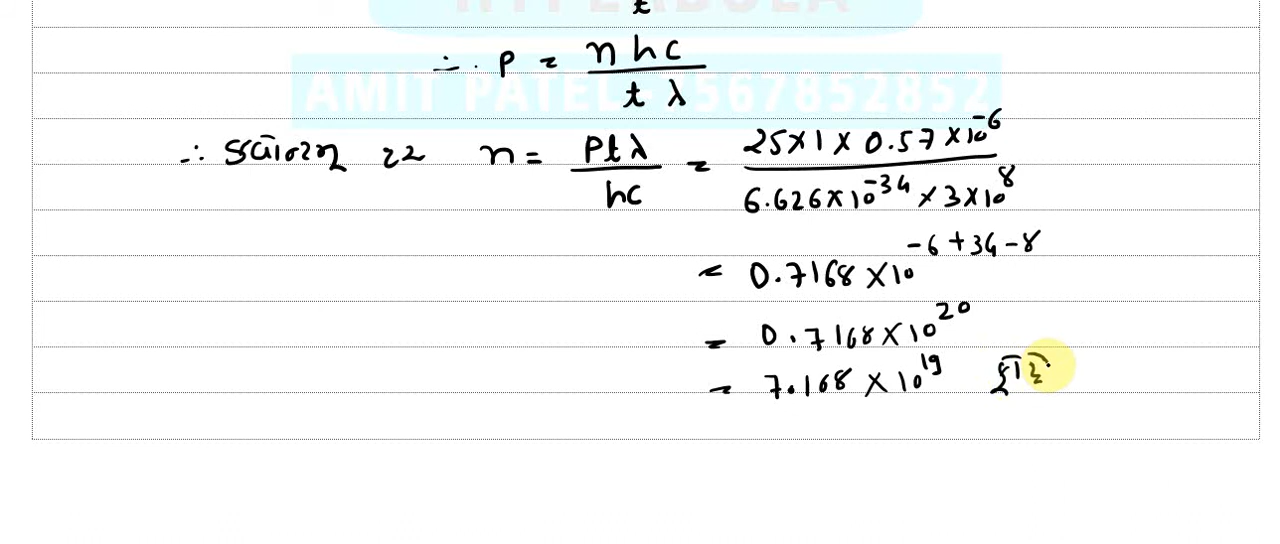 t
∴ P = nhc / tλ
∴ n = Ptλ / hc = 25×1×0.57×10⁻⁶ / 6.626×10⁻³⁴ × 3×10⁸
= 0.7168×10⁻⁶⁺³⁴⁻⁸
= 0.7168×10²⁰
= 7.168×10¹⁹
AMIT PATEL